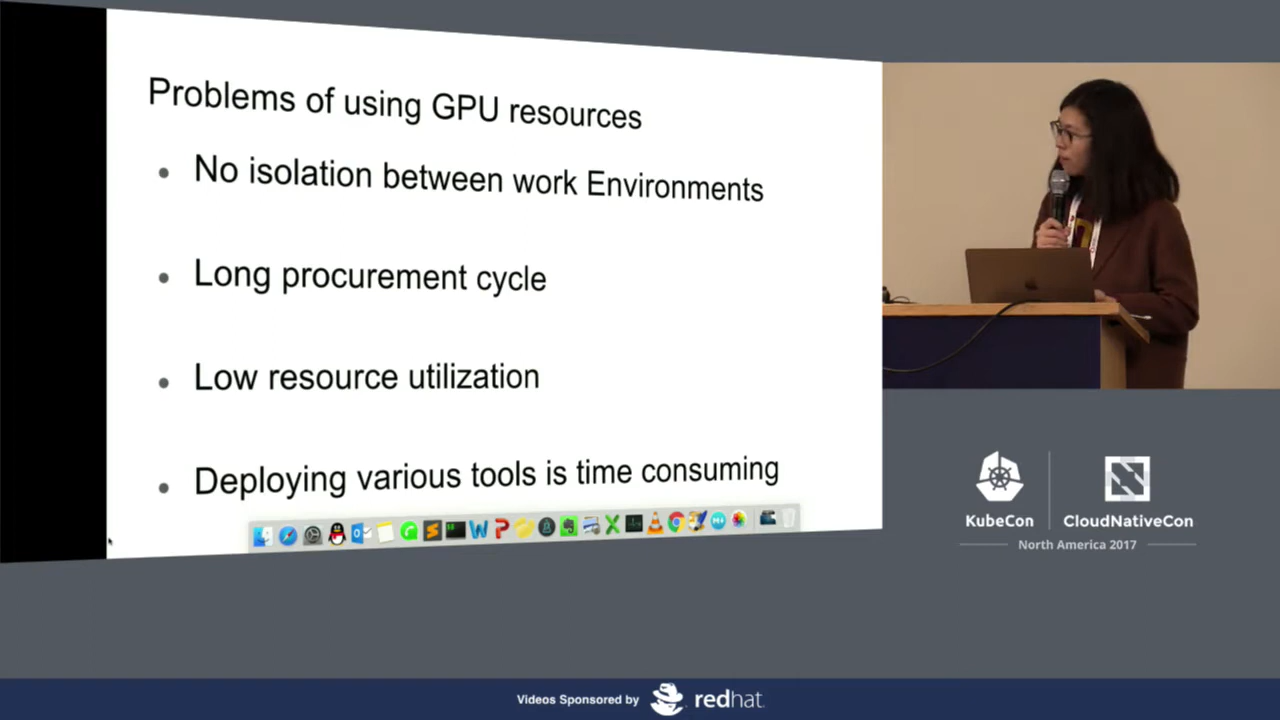 Problems of using GPU resources
No isolation between work Environments
Long procurement cycle
Low resource utilization
Deploying various tools is time consuming
KubeCon
CloudNativeCon
North America 2017
Videos Sponsored by
redhat.